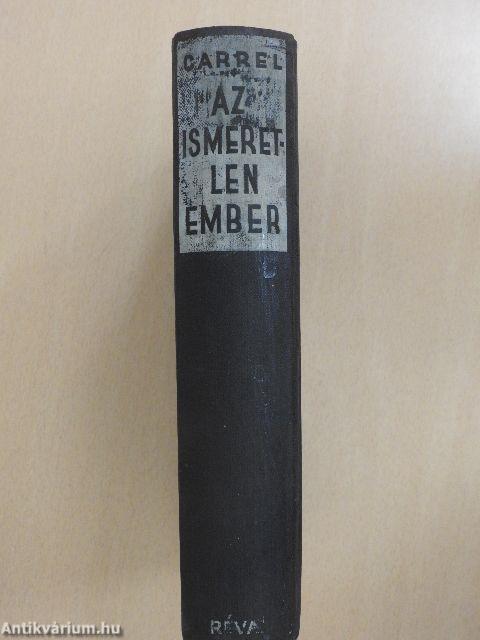 CARREL
AZ
ISMERET-
LEN
EMBER
RÉVAI
Antikvárium.hu